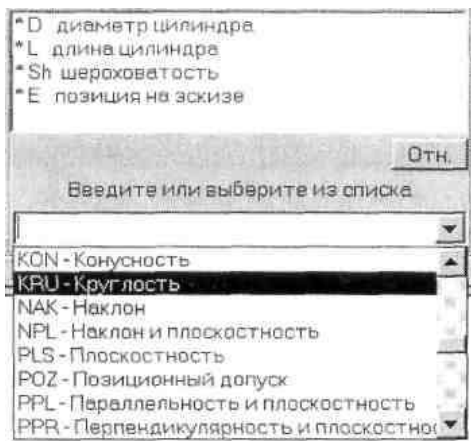 *D диаметр цилиндра
*L длина цилиндра
*Sh шероховатость
*E позиция на эскизе
Отн.
Введите или выберите из списка
KON - Конусность
KRU - Круглость
NAK - Наклон
NPL - Наклон и плоскостность
PLS - Плоскостность
POZ - Позиционный допуск
PPL - Параллельность и плоскостность
PPR - Перпендикулярность и плоскостнос